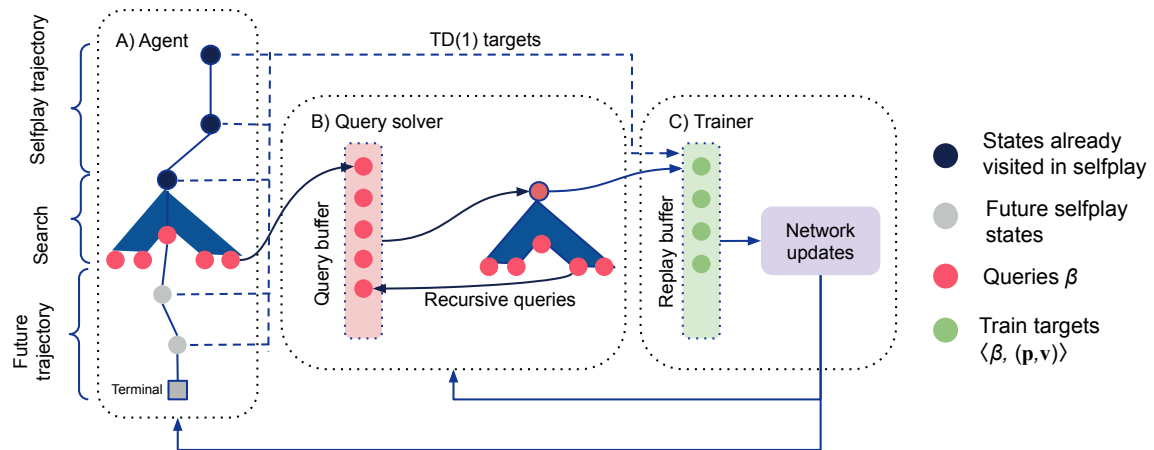 A) Agent
Selfplay trajectory
Search
Future
trajectory
Terminal
TD(1) targets
B) Query solver
Query buffer
Recursive queries
C) Trainer
Replay buffer
Network
updates
States already
visited in selfplay
Future selfplay
states
Queries β
Train targets
⟨β, (p,v)⟩